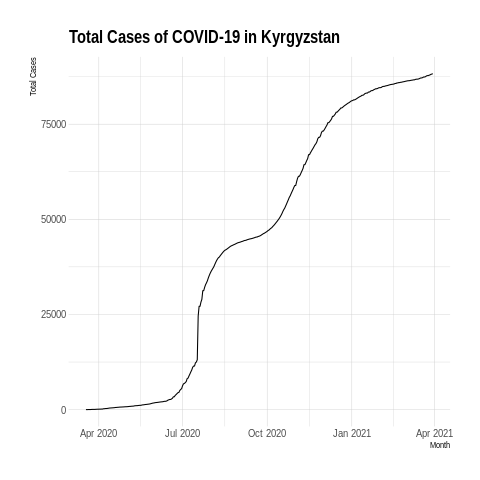 Total Cases of COVID-19 in Kyrgyzstan
Total Cases
75000
50000
25000
0
Apr 2020
Jul 2020
Oct 2020
Jan 2021
Apr 2021
Month